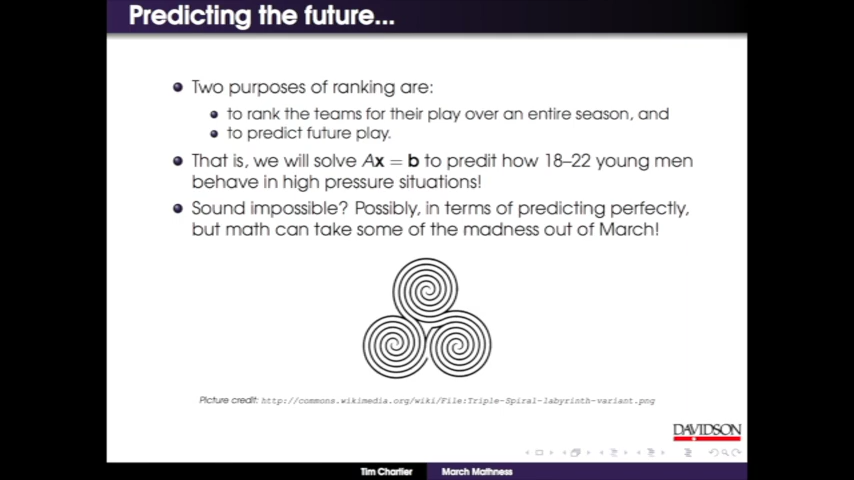 Predicting the future...
Two purposes of ranking are:
to rank the teams for their play over an entire season, and
to predict future play.
That is, we will solve Ax = b to predit how 18–22 young men
behave in high pressure situations!
Sound impossible? Possibly, in terms of predicting perfectly,
but math can take some of the madness out of March!
Picture credit: http://commons.wikimedia.org/wiki/File:Triple-Spiral-labyrinth-variant.png
DAVIDSON
Tim Chartier March Mathness